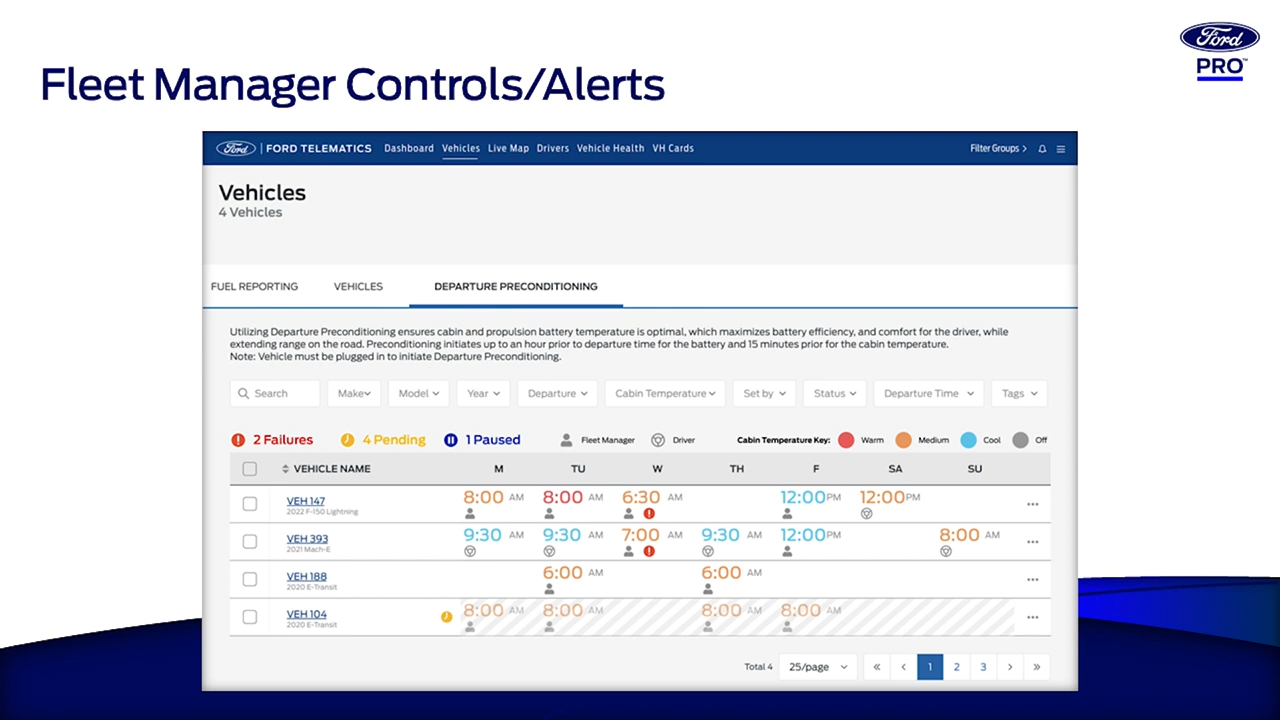 Ford
PRO™
Fleet Manager Controls/Alerts
Ford | FORD TELEMATICS Dashboard Vehicles Live Map Drivers Vehicle Health VH Cards Filter Groups >
Vehicles
4 Vehicles
FUEL REPORTING VEHICLES DEPARTURE PRECONDITIONING
Utilizing Departure Preconditioning ensures cabin and propulsion battery temperature is optimal, which maximizes battery efficiency, and comfort for the driver, while
extending range on the road. Preconditioning initiates up to an hour prior to departure time for the battery and 15 minutes prior for the cabin temperature.
Note: Vehicle must be plugged in to initiate Departure Preconditioning.
Search Make Model Year Departure Cabin Temperature Set by Status Departure Time Tags
2 Failures 4 Pending 1 Paused Fleet Manager Driver Cabin Temperature Key: Warm Medium Cool Off
VEHICLE NAME M TU W TH F SA SU
VEH 147 8:00 AM 8:00 AM 6:30 AM 12:00 PM 12:00 PM
2022 F-150 Lightning
VEH 393 9:30 AM 9:30 AM 7:00 AM 9:30 AM 12:00 PM 8:00 AM
2021 Mach-E
VEH 188 6:00 AM 6:00 AM
2020 E-Transit
VEH 104 8:00 AM 8:00 AM 8:00 AM 8:00 AM
2020 E-Transit
Total 4 25/page « ‹ 1 2 3 › »